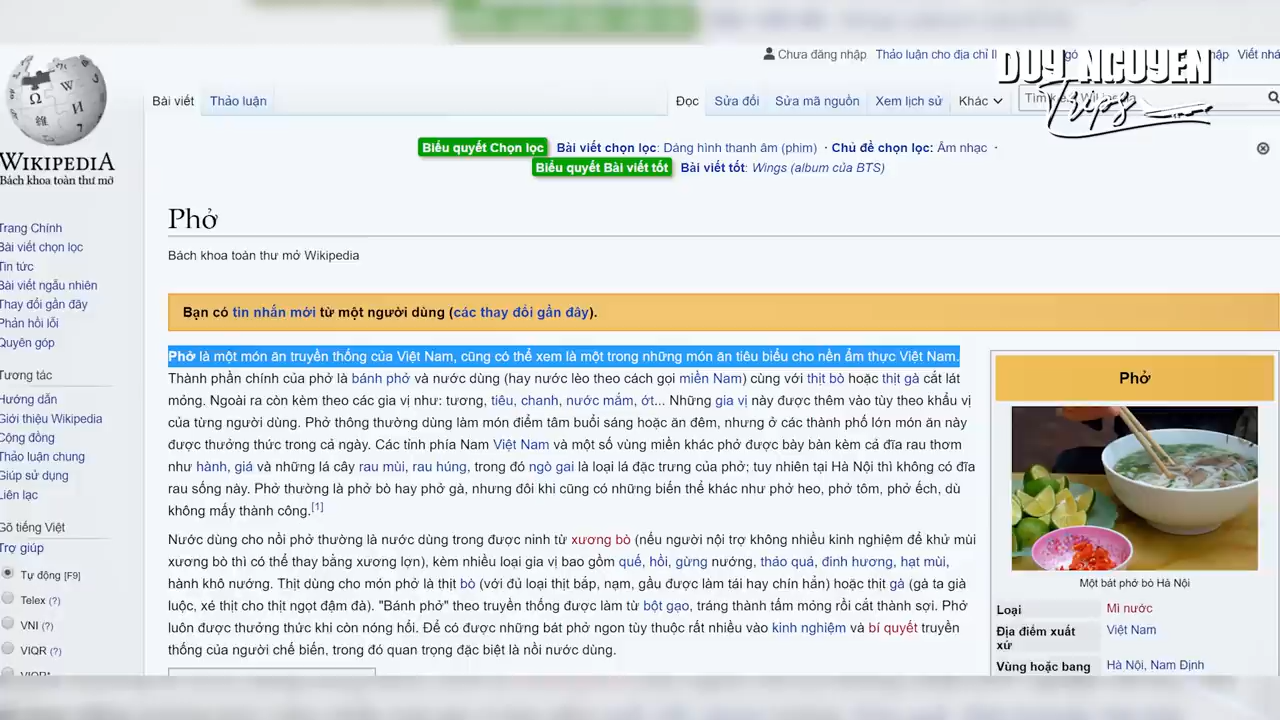 Chưa đăng nhập Thảo luận cho địa chỉ
DUY NGUYEN
Trips
Bài viết Thảo luận Đọc Sửa đổi Sửa mã nguồn Xem lịch sử Khác
WIKIPEDIA
Bách khoa toàn thư mở
Biểu quyết Chọn lọc Bài viết chọn lọc: Dáng hình thanh âm (phim) · Chủ đề chọn lọc: Âm nhạc ·
Biểu quyết Bài viết tốt Bài viết tốt: Wings (album của BTS)
Phở
Bách khoa toàn thư mở Wikipedia
Bạn có tin nhắn mới từ một người dùng (các thay đổi gần đây).
Phở là một món ăn truyền thống của Việt Nam, cũng có thể xem là một trong những món ăn tiêu biểu cho nền ẩm thực Việt Nam.
Thành phần chính của phở là bánh phở và nước dùng (hay nước lèo theo cách gọi miền Nam) cùng với thịt bò hoặc thịt gà cắt lát
mỏng. Ngoài ra còn kèm theo các gia vị như: tương, tiêu, chanh, nước mắm, ớt... Những gia vị này được thêm vào tùy theo khẩu vị
của từng người dùng. Phở thông thường dùng làm món điểm tâm buổi sáng hoặc ăn đêm, nhưng ở các thành phố lớn món ăn này
được thưởng thức trong cả ngày. Các tỉnh phía Nam Việt Nam và một số vùng miền khác phở được bày bàn kèm cả đĩa rau thơm
như hành, giá và những lá cây rau mùi, rau húng, trong đó ngò gai là loại lá đặc trưng của phở; tuy nhiên tại Hà Nội thì không có đĩa
rau sống này. Phở thường là phở bò hay phở gà, nhưng đôi khi cũng có những biến thể khác như phở heo, phở tôm, phở ếch, dù
không mấy thành công.[1]
Nước dùng cho nồi phở thường là nước dùng trong được ninh từ xương bò (nếu người nội trợ không nhiều kinh nghiệm để khử mùi
xương bò thì có thể thay bằng xương lợn), kèm nhiều loại gia vị bao gồm quế, hồi, gừng nướng, thảo quả, đinh hương, hạt mùi,
hành khô nướng. Thịt dùng cho món phở là thịt bò (với đủ loại thịt bắp, nạm, gầu được làm tái hay chín hẳn) hoặc thịt gà (gà ta già
luộc, xé thịt cho thịt ngọt đậm đà). "Bánh phở" theo truyền thống được làm từ bột gạo, tráng thành tấm mỏng rồi cắt thành sợi. Phở
luôn được thưởng thức khi còn nóng hổi. Để có được những bát phở ngon tùy thuộc rất nhiều vào kinh nghiệm và bí quyết truyền
thống của người chế biến, trong đó quan trọng đặc biệt là nồi nước dùng.
Phở
Một bát phở bò Hà Nội
Loại Mì nước
Địa điểm xuất xứ Việt Nam
Vùng hoặc bang Hà Nội, Nam Định
Trang Chính
Bài viết chọn lọc
Tin tức
Bài viết ngẫu nhiên
Thay đổi gần đây
Phản hồi lỗi
Quyên góp
Tương tác
Hướng dẫn
Giới thiệu Wikipedia
Cộng đồng
Thảo luận chung
Giúp sử dụng
Liên lạc
Gõ tiếng Việt
Trợ giúp
Tự động [F9]
Telex (?)
VNI (?)
VIQR (?)